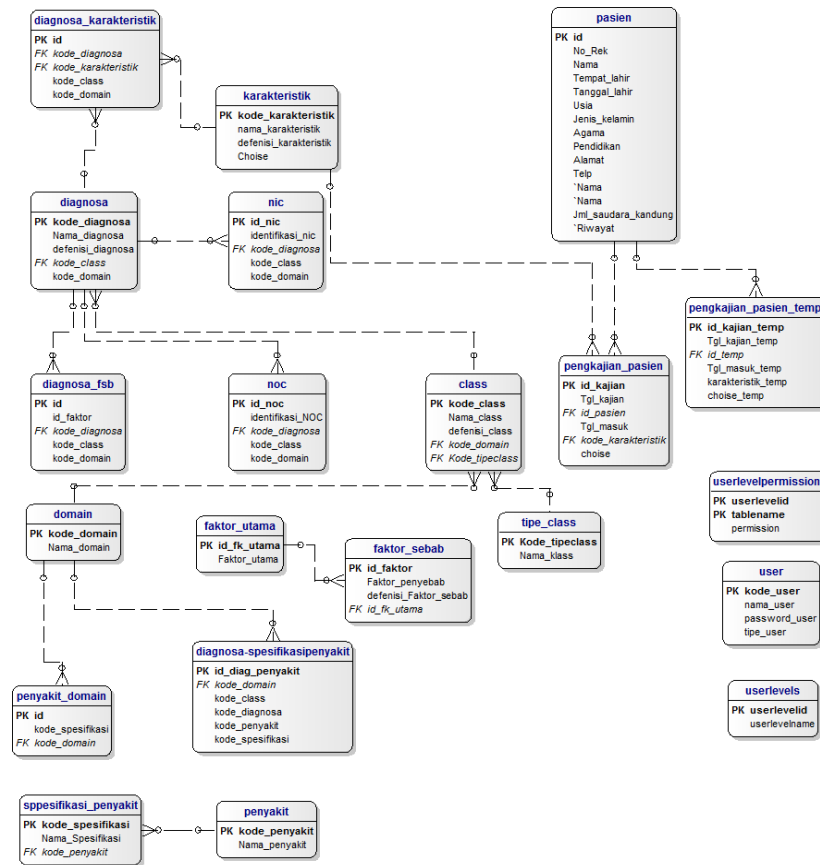 diagnosa_karakteristik
PK id
FK kode_diagnosa
FK kode_karakteristik
kode_class
kode_domain
karakteristik
PK kode_karakteristik
nama_karakteristik
defenisi_karakteristik
Choise
pasien
PK id
No_Rek
Nama
Tempat_lahir
Tanggal_lahir
Usia
Jenis_kelamin
Agama
Pendidikan
Alamat
Telp
`Nama
`Nama
Jml_saudara_kandung
`Riwayat
diagnosa
PK kode_diagnosa
Nama_diagnosa
defenisi_diagnosa
FK kode_class
kode_domain
nic
PK id_nic
identifikasi_nic
FK kode_diagnosa
kode_class
kode_domain
pengkajian_pasien_temp
PK id_kajian_temp
Tgl_kajian_temp
FK id_temp
Tgl_masuk_temp
karakteristik_temp
choise_temp
diagnosa_fsb
PK id
id_faktor
FK kode_diagnosa
kode_class
kode_domain
noc
PK id_noc
identifikasi_NOC
FK kode_diagnosa
kode_class
kode_domain
class
PK kode_class
Nama_class
defenisi_class
FK kode_domain
FK Kode_tipeclass
pengkajian_pasien
PK id_kajian
Tgl_kajian
FK id_pasien
Tgl_masuk
FK kode_karakteristik
choise
userlevelpermission
PK userlevelid
PK tablename
permission
domain
PK kode_domain
Nama_domain
faktor_utama
PK id_fk_utama
Faktor_utama
faktor_sebab
PK id_faktor
Faktor_penyebab
defenisi_Faktor_sebab
FK id_fk_utama
tipe_class
PK Kode_tipeclass
Nama_klass
user
PK kode_user
nama_user
password_user
tipe_user
diagnosa-spesifikasipenyakit
PK id_diag_penyakit
FK kode_domain
kode_class
kode_diagnosa
kode_penyakit
kode_spesifikasi
penyakit_domain
PK id
kode_spesifikasi
FK kode_domain
userlevels
PK userlevelid
userlevelname
sppesifikasi_penyakit
PK kode_spesifikasi
Nama_Spesifikasi
FK kode_penyakit
penyakit
PK kode_penyakit
Nama_penyakit